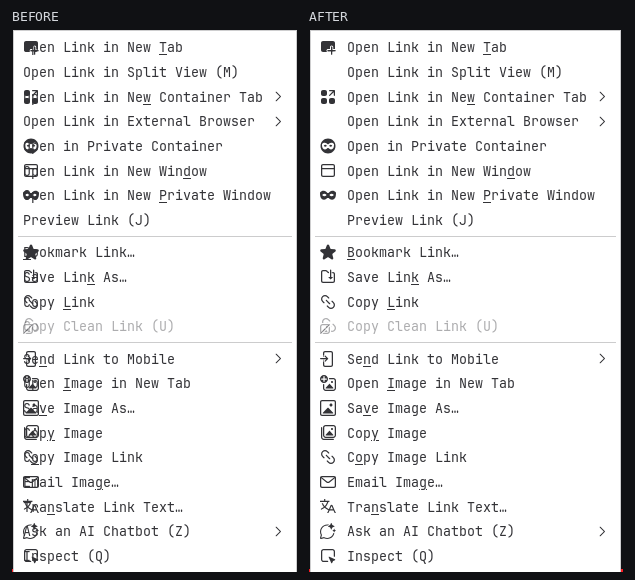 BEFORE
Open Link in New Tab
Open Link in Split View (M)
Open Link in New Container Tab
Open Link in External Browser
Open in Private Container
Open Link in New Window
Open Link in New Private Window
Preview Link (J)
Bookmark Link…
Save Link As…
Copy Link
Copy Clean Link (U)
Send Link to Mobile
Open Image in New Tab
Save Image As…
Copy Image
Copy Image Link
Email Image…
Translate Link Text…
Ask an AI Chatbot (Z)
Inspect (Q)
AFTER
Open Link in New Tab
Open Link in Split View (M)
Open Link in New Container Tab
Open Link in External Browser
Open in Private Container
Open Link in New Window
Open Link in New Private Window
Preview Link (J)
Bookmark Link…
Save Link As…
Copy Link
Copy Clean Link (U)
Send Link to Mobile
Open Image in New Tab
Save Image As…
Copy Image
Copy Image Link
Email Image…
Translate Link Text…
Ask an AI Chatbot (Z)
Inspect (Q)